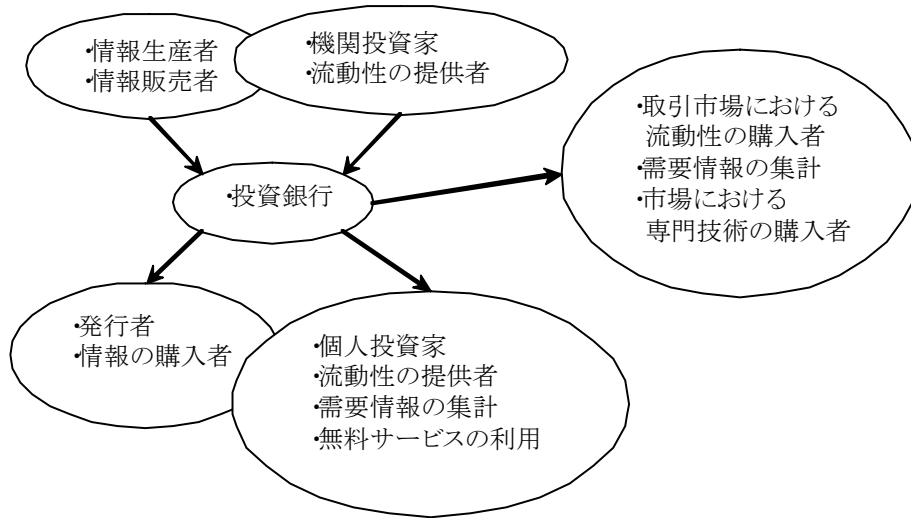 ・情報生産者
・情報販売者
・機関投資家
・流動性の提供者
・取引市場における
流動性の購入者
・需要情報の集計
・市場における
専門技術の購入者
・投資銀行
・発行者
・情報の購入者
・個人投資家
・流動性の提供者
・需要情報の集計
・無料サービスの利用